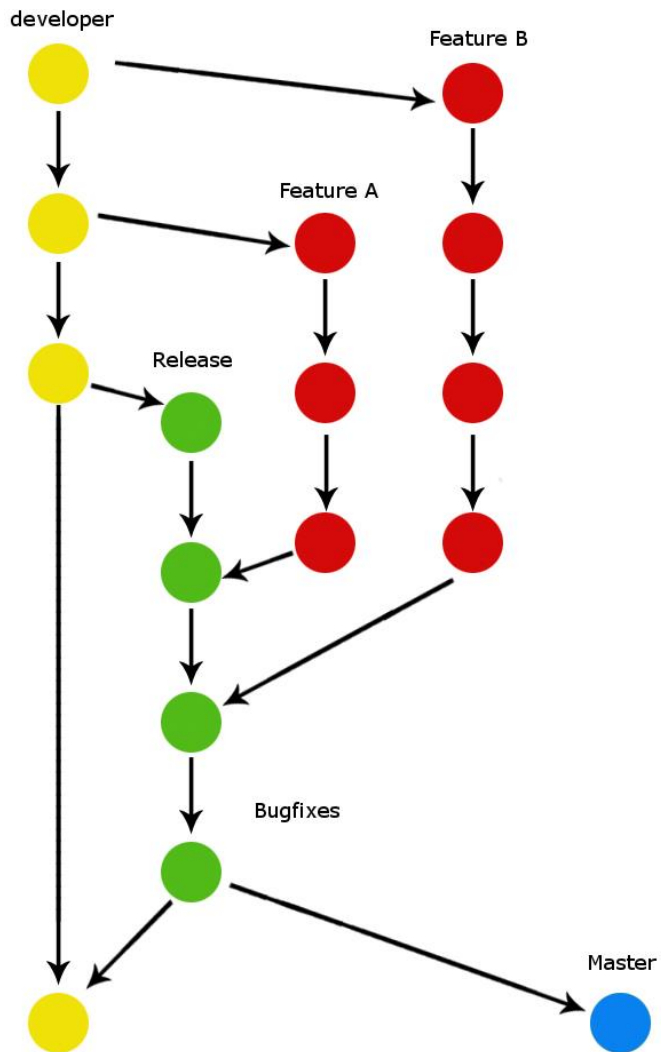 developer
Feature B
Feature A
Release
Bugfixes
Master